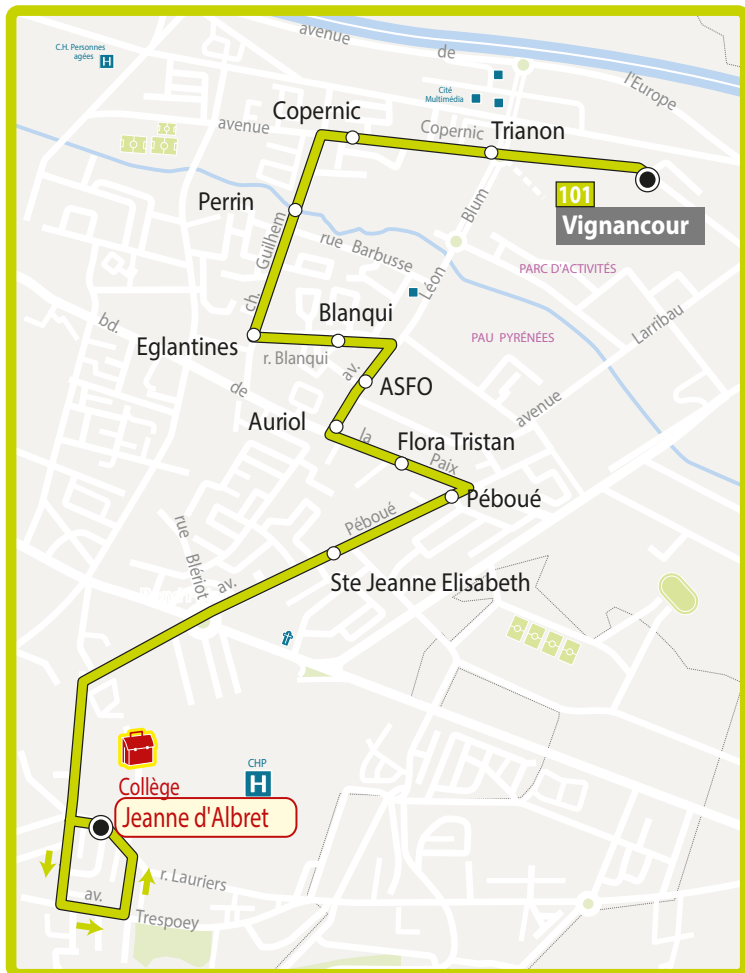 avenue
de
l'Europe
C.H. Personnes
agées
H
Cité
Multimédia
Copernic
avenue
Copernic
Trianon
101
Vignancour
Perrin
ch. Guilhem
rue Barbusse
Léon Blum
PARC D'ACTIVITÉS
PAU PYRÉNÉES
avenue Larribau
Blanqui
Eglantines
r. Blanqui
av.
ASFO
bd.
de
la
Paix
Auriol
Flora Tristan
Péboué
av. Péboué
rue Blériot
Ste Jeanne Elisabeth
Collège
CHP
H
Jeanne d'Albret
r. Lauriers
av.
Trespoey